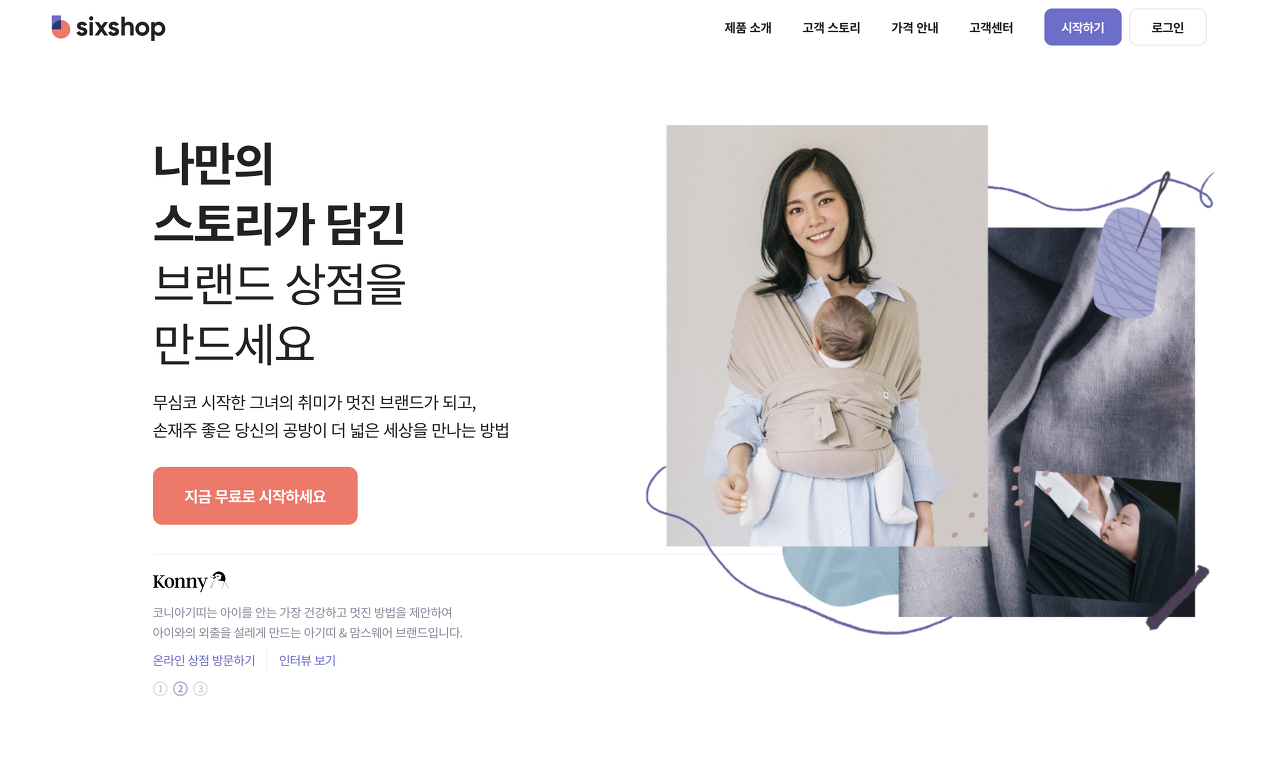 sixshop
제품 소개
고객 스토리
가격 안내
고객센터
시작하기
로그인
나만의
스토리가 담긴
브랜드 상점을
만드세요
무심코 시작한 그녀의 취미가 멋진 브랜드가 되고,
손재주 좋은 당신의 공방이 더 넓은 세상을 만나는 방법
지금 무료로 시작하세요
Konny
코니아기띠는 아이를 안는 가장 건강하고 멋진 방법을 제안하여
아이와의 외출을 설레게 만드는 아기띠 & 맘스웨어 브랜드입니다.
온라인 상점 방문하기
인터뷰 보기
1 2 3